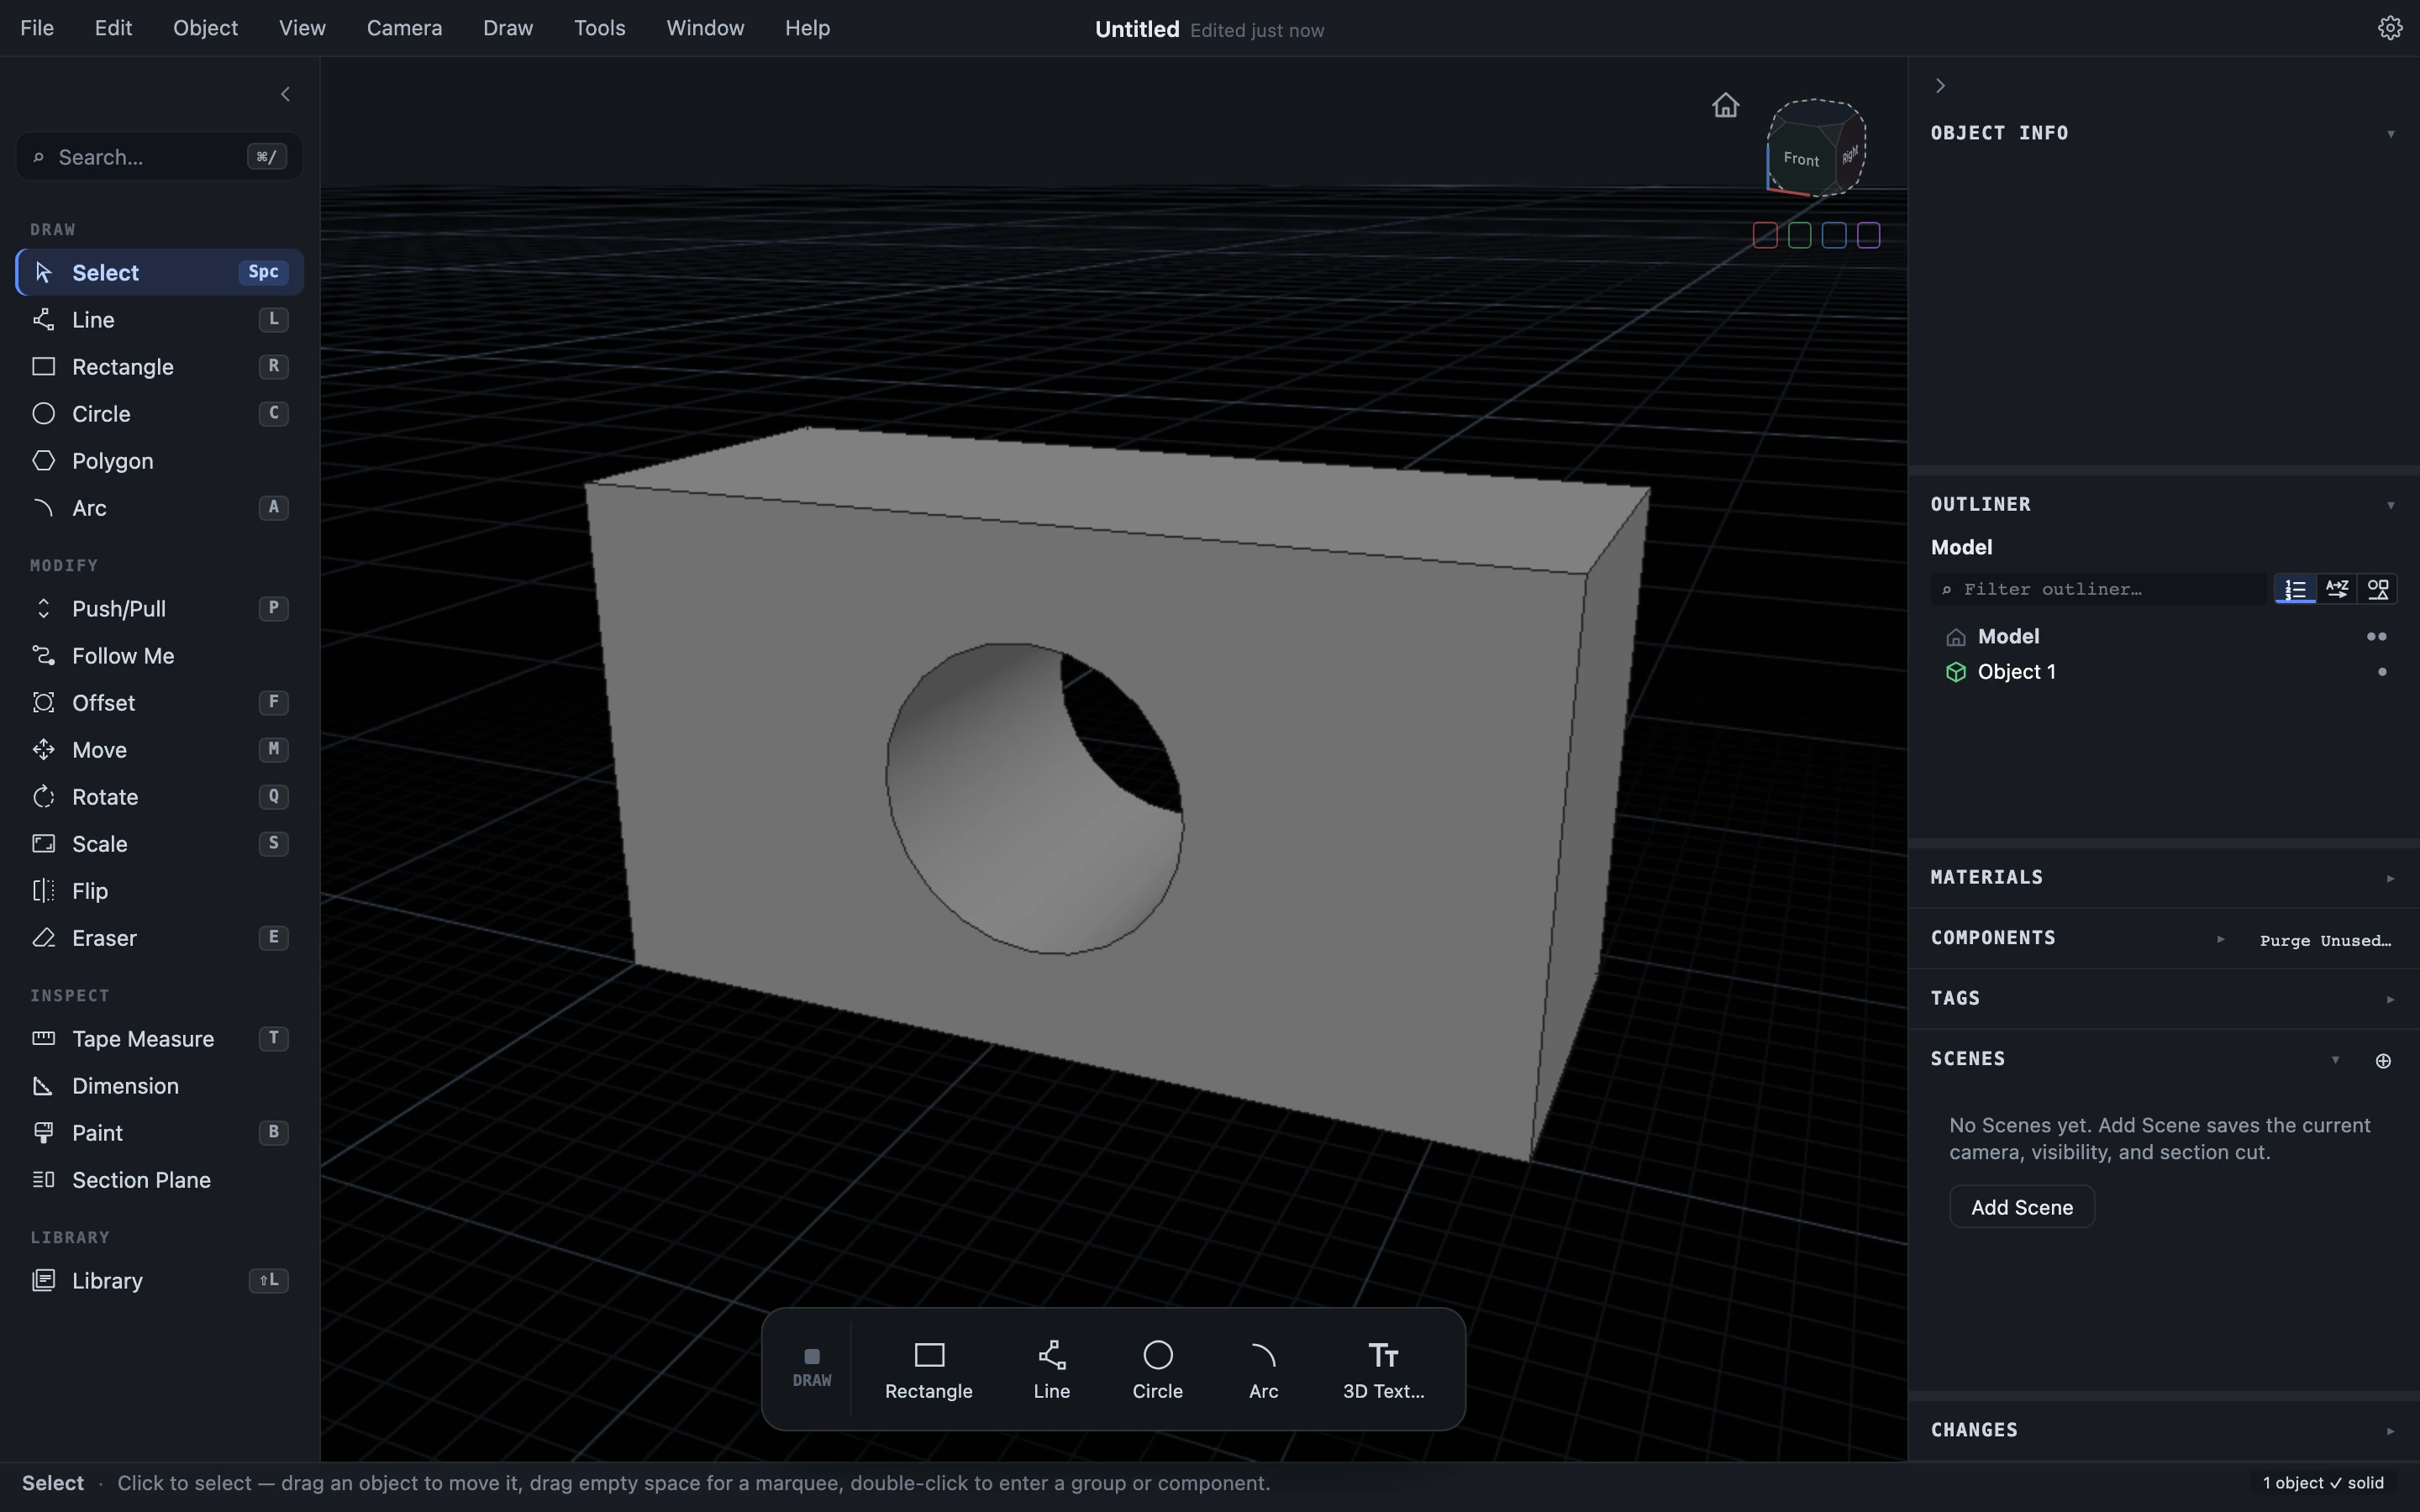 File Edit Object View Camera Draw Tools Window Help
Untitled Edited just now
Search... ⌘/
DRAW
Select Spc
Line L
Rectangle R
Circle C
Polygon
Arc A
MODIFY
Push/Pull P
Follow Me
Offset F
Move M
Rotate Q
Scale S
Flip
Eraser E
INSPECT
Tape Measure T
Dimension
Paint B
Section Plane
LIBRARY
Library ⇧L
Front Right
DRAW
Rectangle Line Circle Arc 3D Text...
OBJECT INFO
OUTLINER
Model
Filter outliner…
Model
Object 1
MATERIALS
COMPONENTS Purge Unused…
TAGS
SCENES
No Scenes yet. Add Scene saves the current
camera, visibility, and section cut.
Add Scene
CHANGES
Select · Click to select — drag an object to move it, drag empty space for a marquee, double-click to enter a group or component.
1 object ✓ solid